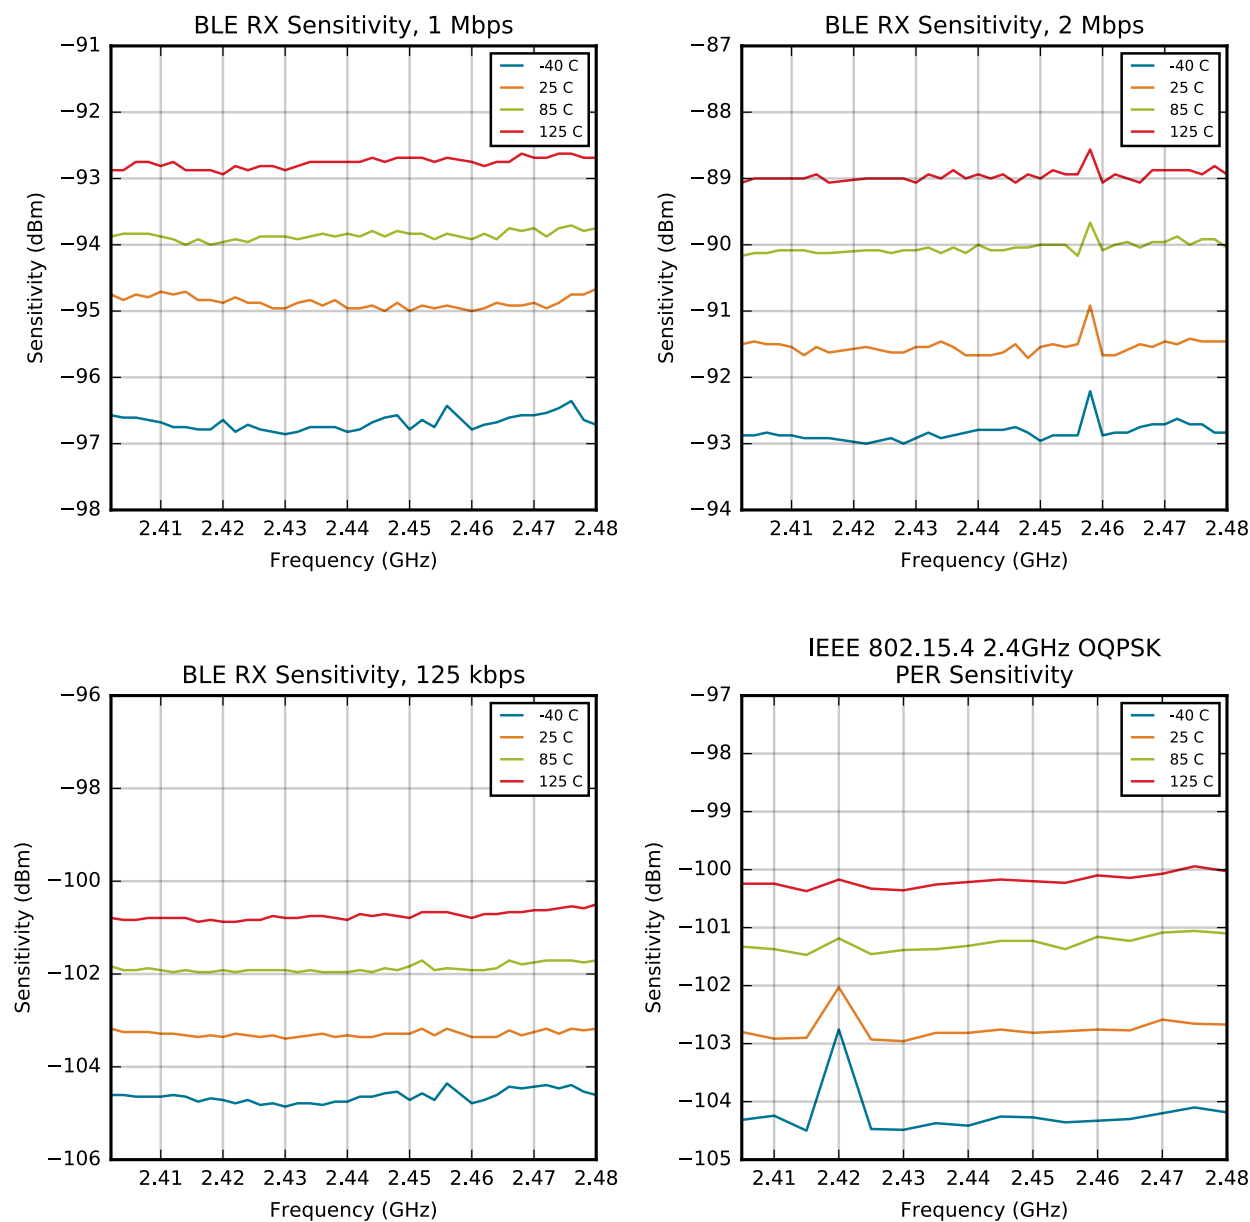 BLE RX Sensitivity, 1 Mbps
−91
−92
−93
−94
−95
−96
−97
−98
Sensitivity (dBm)
-40 C
25 C
85 C
125 C
2.41 2.42 2.43 2.44 2.45 2.46 2.47 2.48
Frequency (GHz)
BLE RX Sensitivity, 2 Mbps
−87
−88
−89
−90
−91
−92
−93
−94
Sensitivity (dBm)
-40 C
25 C
85 C
125 C
2.41 2.42 2.43 2.44 2.45 2.46 2.47 2.48
Frequency (GHz)
BLE RX Sensitivity, 125 kbps
−96
−98
−100
−102
−104
−106
Sensitivity (dBm)
-40 C
25 C
85 C
125 C
2.41 2.42 2.43 2.44 2.45 2.46 2.47 2.48
Frequency (GHz)
IEEE 802.15.4 2.4GHz OQPSK
PER Sensitivity
−97
−98
−99
−100
−101
−102
−103
−104
−105
Sensitivity (dBm)
-40 C
25 C
85 C
125 C
2.41 2.42 2.43 2.44 2.45 2.46 2.47 2.48
Frequency (GHz)